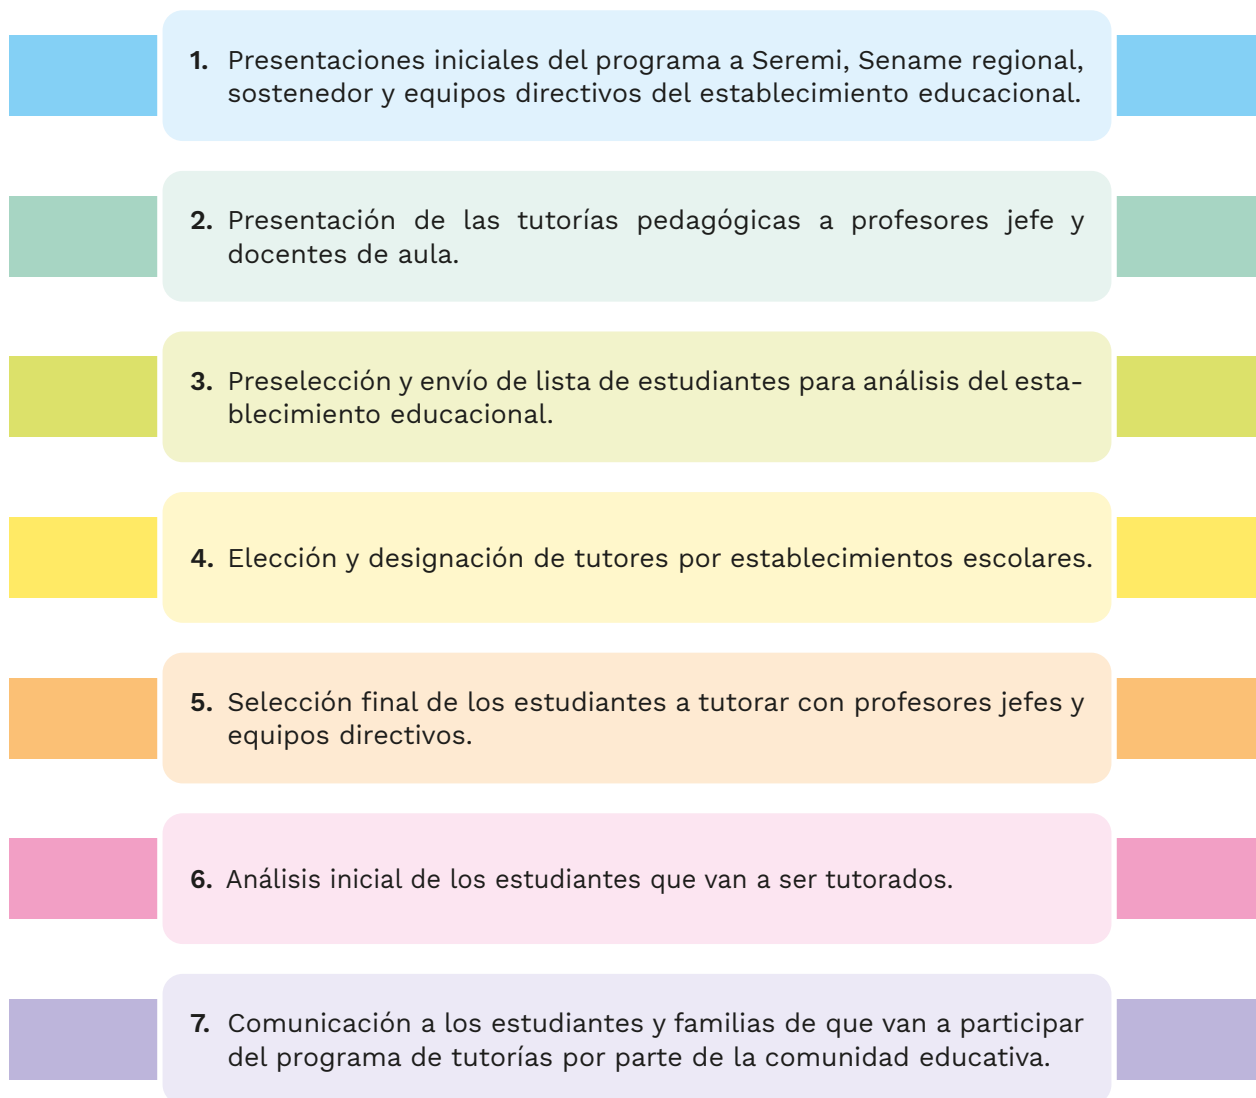 1. Presentaciones iniciales del programa a Seremi, Sename regional,
sostenedor y equipos directivos del establecimiento educacional.
2. Presentación de las tutorías pedagógicas a profesores jefe y
docentes de aula.
3. Preselección y envío de lista de estudiantes para análisis del esta-
blecimiento educacional.
4. Elección y designación de tutores por establecimientos escolares.
5. Selección final de los estudiantes a tutorar con profesores jefes y
equipos directivos.
6. Análisis inicial de los estudiantes que van a ser tutorados.
7. Comunicación a los estudiantes y familias de que van a participar
del programa de tutorías por parte de la comunidad educativa.